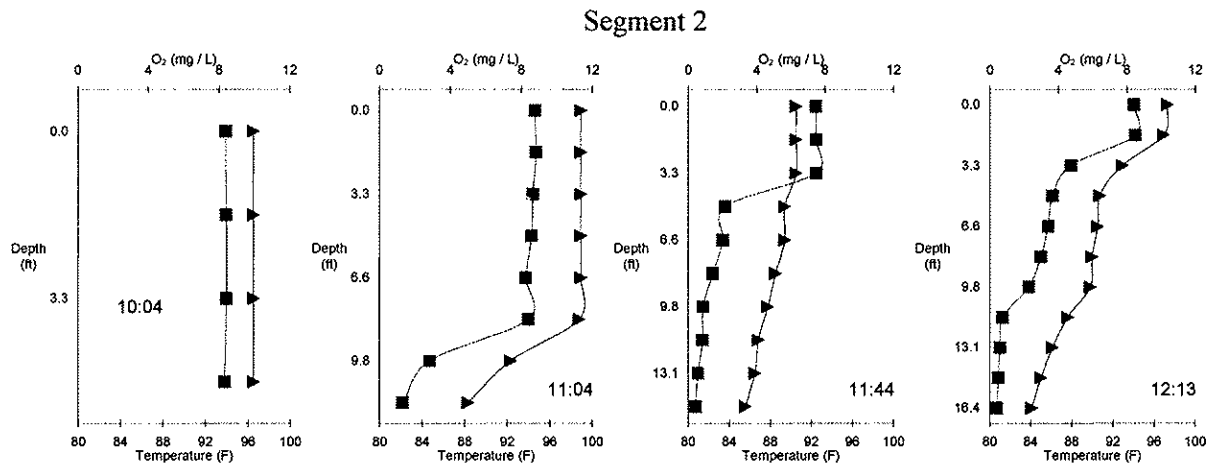 Segment 2
O₂ (mg / L)
0 4 8 12
0.0
3.3
Depth
(ft)
10:04
84 84 88 92 96 100
Temperature (F)
O₂ (mg / L)
0 4 8 12
0.0
3.3
Depth
(ft)
6.6
9.8
11:04
80 84 88 92 96 100
Temperature (F)
O₂ (mg / L)
0 4 8 12
0.0
3.3
Depth
(ft)
6.6
9.8
13.1
11:44
80 84 88 92 96 100
Temperature (F)
O₂ (mg / L)
0 4 8 12
0.0
3.3
Depth
(ft)
6.6
9.8
13.1
16.4
12:13
80 84 88 92 96 100
Temperature (F)